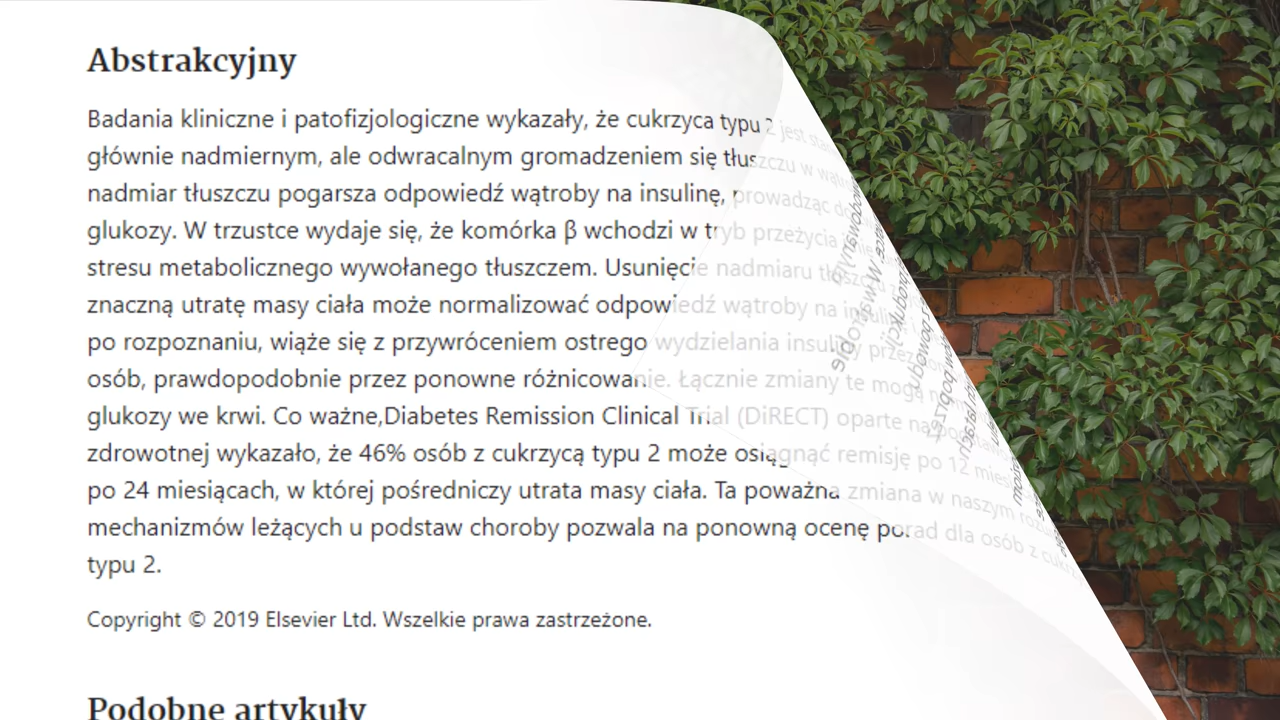 Abstrakcyjny
Badania kliniczne i patofizjologiczne wykazały, że cukrzyca typu 2 jest
głównie nadmiernym, ale odwracalnym gromadzeniem się tłuszczu w
nadmiar tłuszczu pogarsza odpowiedź wątroby na insulinę, prowadząc do
glukozy. W trzustce wydaje się, że komórka β wchodzi w tryb przeżycia
stresu metabolicznego wywołanego tłuszczem. Usunięcie nadmiaru
znaczną utratę masy ciała może normalizować odpowiedź wątroby na
po rozpoznaniu, wiąże się z przywróceniem ostrego wydzielania insuliny przez
osób, prawdopodobnie przez ponowne różnicowanie. Łącznie zmiany te mogą
glukozy we krwi. Co ważne,Diabetes Remission Clinical Trial (DiRECT) oparte na
zdrowotnej wykazało, że 46% osób z cukrzycą typu 2 może osiągnąć remisję po 12
po 24 miesiącach, w której pośredniczy utrata masy ciała. Ta poważna zmiana w naszym
mechanizmów leżących u podstaw choroby pozwala na ponowną ocenę porad dla osób z
typu 2.
Copyright © 2019 Elsevier Ltd. Wszelkie prawa zastrzeżone.
Podobne artykuły